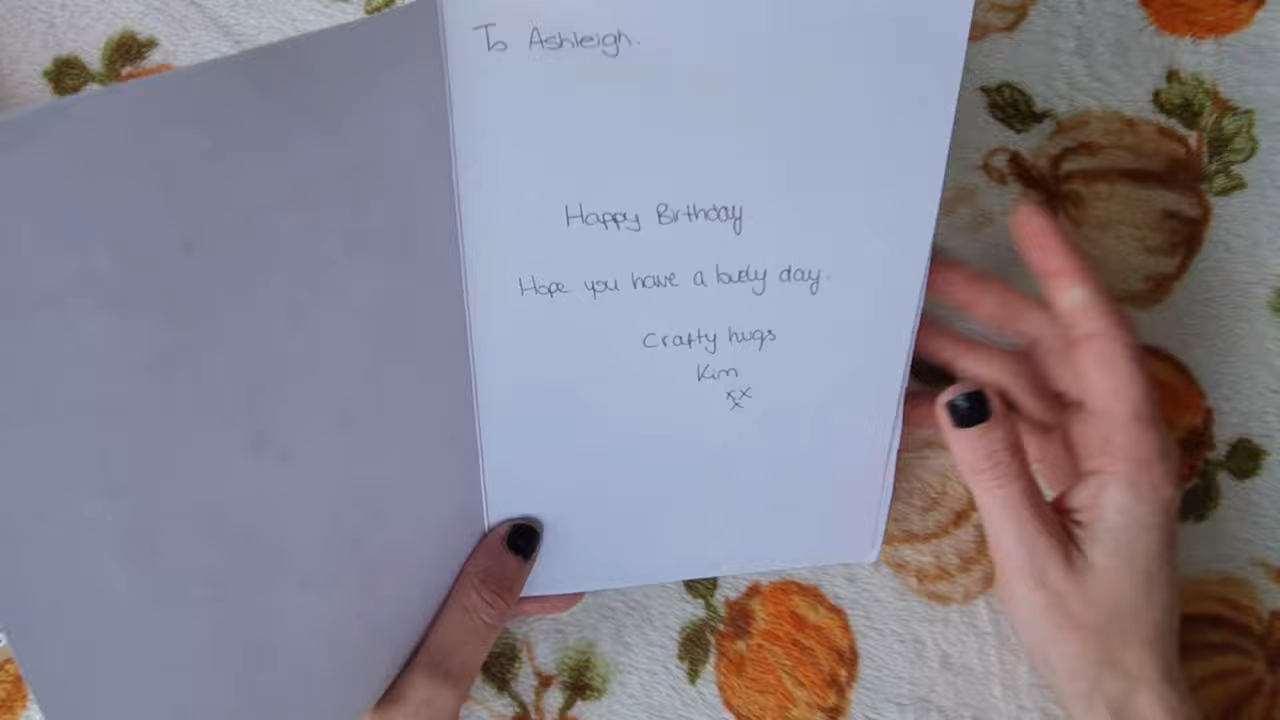 To Ashleigh.
Happy Birthday
Hope you have a lovely day.
Crafty hugs
Kim
xx
x